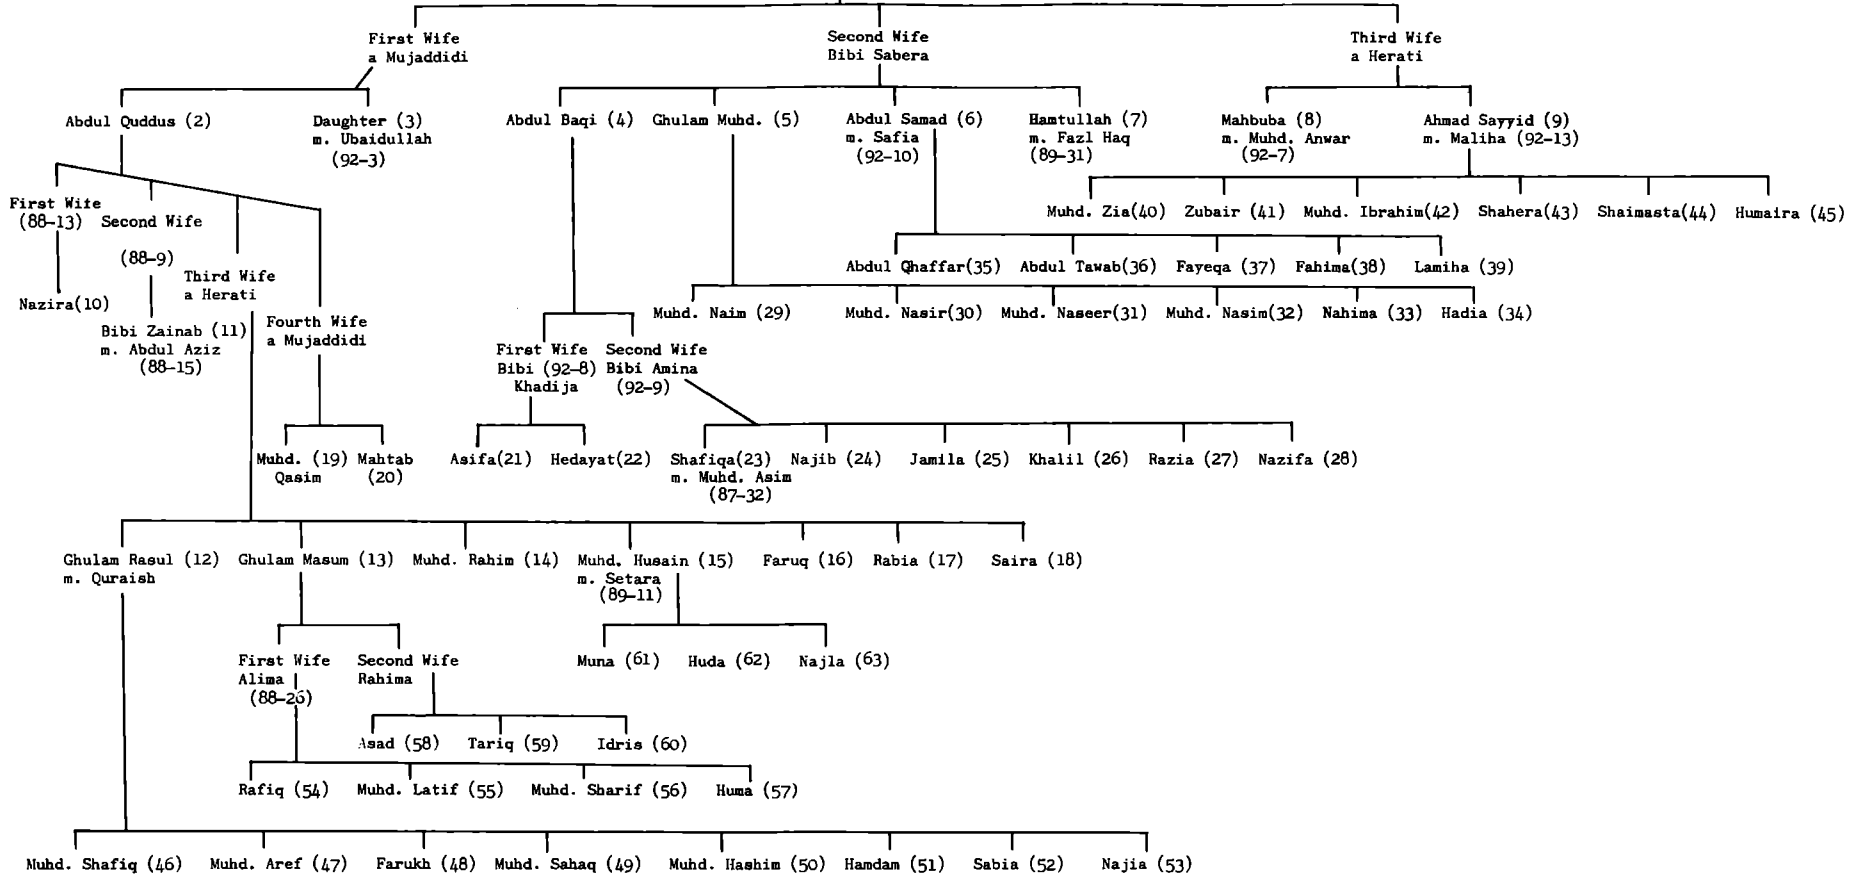 First Wife
a Mujaddidi
Second Wife
Bibi Sabera
Third Wife
a Herati
Abdul Quddus (2)
Daughter (3)
m. Ubaidullah
(92-3)
Abdul Baqi (4)
Ghulam Muhd. (5)
Abdul Samad (6)
m. Safia
(92-10)
Hamtullah (7)
m. Fazl Haq
(89-31)
Mahbuba (8)
m. Muhd. Anwar
(92-7)
Ahmad Sayyid (9)
m. Maliha (92-13)
First Wife
(88-13)
Second Wife
(88-9)
Third Wife
a Herati
Fourth Wife
a Mujaddidi
Muhd. Zia(40)
Zubair (41)
Muhd. Ibrahim(42)
Shahera(43)
Shaimasta(44)
Humaira (45)
Abdul Qhaffar(35)
Abdul Tawab(36)
Fayeqa (37)
Fahima(38)
Lamiha (39)
Nazira(10)
Bibi Zainab (11)
m. Abdul Aziz
(88-15)
Muhd. Naim (29)
Muhd. Nasir(30)
Muhd. Naseer(31)
Muhd. Nasim(32)
Nahima (33)
Hadia (34)
First Wife
Bibi (92-8)
Khadija
Second Wife
Bibi Amina
(92-9)
Muhd. (19)
Qasim
Mahtab
(20)
Asifa(21)
Hedayat(22)
Shafiqa(23)
m. Muhd. Asim
(87-32)
Najib (24)
Jamila (25)
Khalil (26)
Razia (27)
Nazifa (28)
Ghulam Rasul (12)
m. Quraish
Ghulam Masum (13)
Muhd. Rahim (14)
Muhd. Husain (15)
m. Setara
(89-11)
Faruq (16)
Rabia (17)
Saira (18)
First Wife
Alima
(88-26)
Second Wife
Rahima
Muna (61)
Huda (62)
Najla (63)
Asad (58)
Tariq (59)
Idris (60)
Rafiq (54)
Muhd. Latif (55)
Muhd. Sharif (56)
Huma (57)
Muhd. Shafiq (46)
Muhd. Aref (47)
Farukh (48)
Muhd. Sahaq (49)
Muhd. Hashim (50)
Hamdam (51)
Sabia (52)
Najia (53)